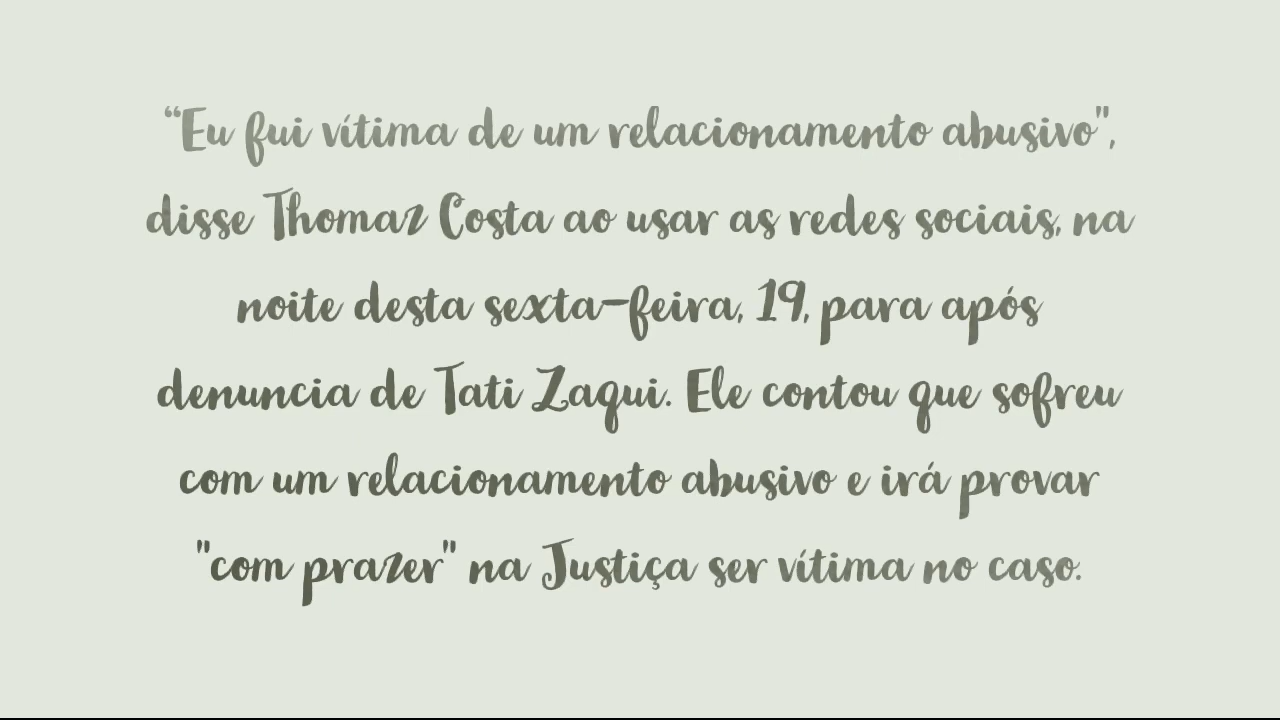 “Eu fui vítima de um relacionamento abusivo",
disse Thomaz Costa ao usar as redes sociais, na
noite desta sexta-feira, 19, para após
denuncia de Tati Zaqui. Ele contou que sofreu
com um relacionamento abusivo e irá provar
"com prazer" na Justiça ser vítima no caso.